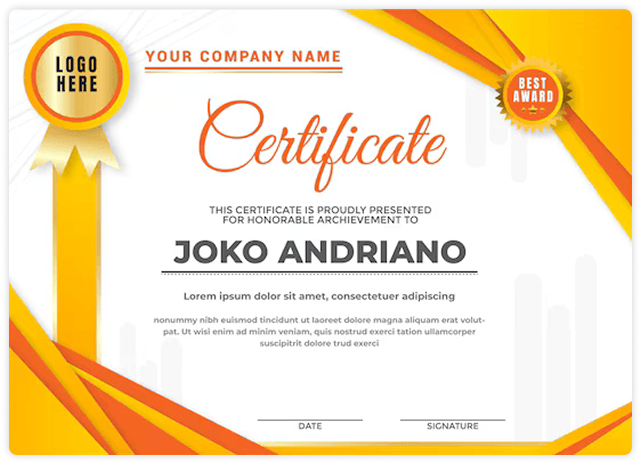 LOGO
HERE
YOUR COMPANY NAME
BEST
AWARD
Certificate
THIS CERTIFICATE IS PROUDLY PRESENTED
FOR HONORABLE ARCHIEVEMENT TO
JOKO ANDRIANO
Lorem ipsum dolor sit amet, consectetuer adipiscing
nonummy nibh euismod tincidunt ut laoreet dolore magna aliquam erat volut-
pat. Ut wisi enim ad minim veniam, quis nostrud exerci tation ullamcorper
suscipitrit dolore trud exerci
DATE
SIGNATURE